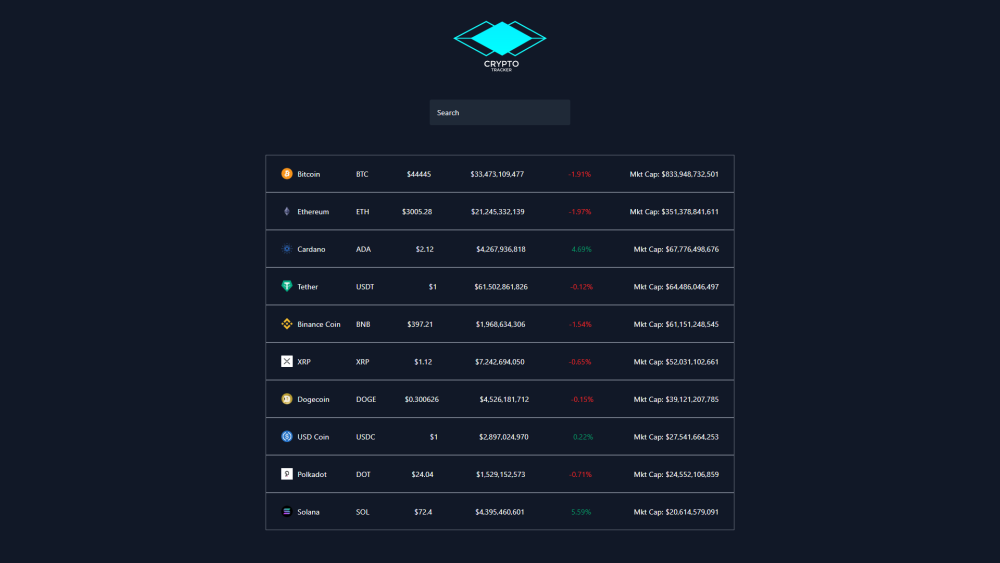 CRYPTO
TRACKER
Search
Bitcoin BTC $44445 $33,473,109,477 -1.91% Mkt Cap: $833,948,732,501
Ethereum ETH $3005.28 $21,245,332,139 -1.97% Mkt Cap: $351,378,841,611
Cardano ADA $2.12 $4,267,936,818 4.69% Mkt Cap: $67,776,498,676
Tether USDT $1 $61,502,861,826 -0.12% Mkt Cap: $64,486,046,497
Binance Coin BNB $397.21 $1,968,634,306 -1.54% Mkt Cap: $61,151,248,545
XRP XRP $1.12 $7,242,694,050 -0.65% Mkt Cap: $52,031,102,661
Dogecoin DOGE $0.300626 $4,526,181,712 -0.15% Mkt Cap: $39,121,207,785
USD Coin USDC $1 $2,897,024,970 0.22% Mkt Cap: $27,541,664,253
Polkadot DOT $24.04 $1,529,152,573 -0.71% Mkt Cap: $24,552,106,859
Solana SOL $72.4 $4,395,460,601 5.59% Mkt Cap: $20,614,579,091